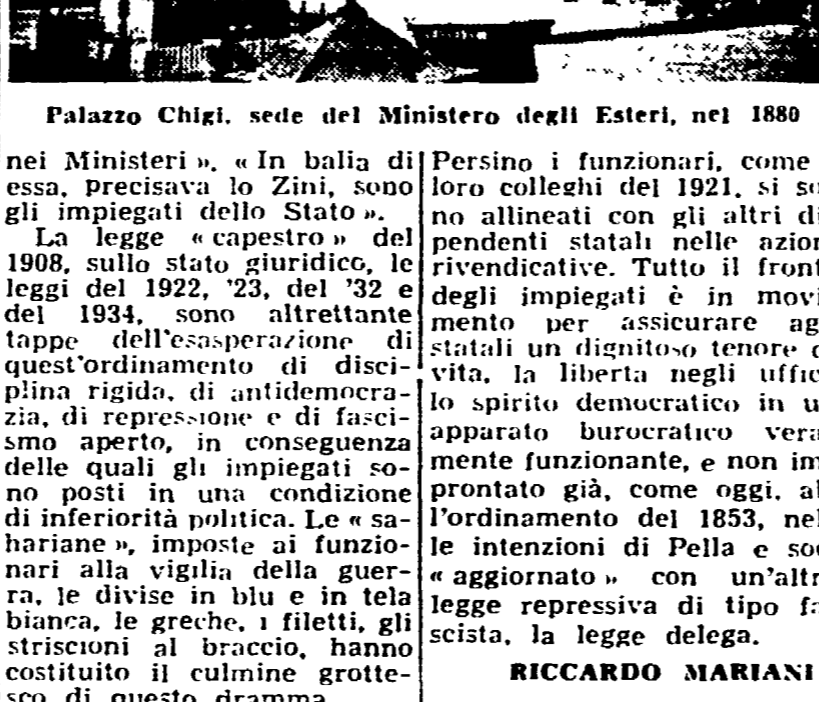 Palazzo Chigi, sede del Ministero degli Esteri, nel 1880
nei Ministeri ». « In balia di
essa, precisava lo Zini, sono
gli impiegati dello Stato ».
La legge « capestro » del
1908, sullo stato giuridico, le
leggi del 1922, '23, del '32 e
del 1934, sono altrettante
tappe dell'esasperazione di
quest'ordinamento di disci-
plina rigida, di antidemocra-
zia, di repressione e di fasci-
smo aperto, in conseguenza
delle quali gli impiegati so-
no posti in una condizione
di inferiorità politica. Le « sa-
hariane », imposte ai funzio-
nari alla vigilia della guer-
ra, le divise in blu e in tela
bianca, le greche, i filetti, gli
striscioni al braccio, hanno
costituito il culmine grotte-
sco di questo dramma
Persino i funzionari, come
loro colleghi del 1921, si so
no allineati con gli altri di
pendenti statali nelle azion
rivendicative. Tutto il front
degli impiegati è in movi
mento per assicurare ag
statali un dignitoso tenore d
vita, la libertà negli uffic
lo spirito democratico in u
apparato burocratico vera
mente funzionante, e non im
prontato già, come oggi, al
l'ordinamento del 1853, nel
le intenzioni di Pella e soc
« aggiornato » con un'altr
legge repressiva di tipo fa
scista, la legge delega.
RICCARDO MARIANI